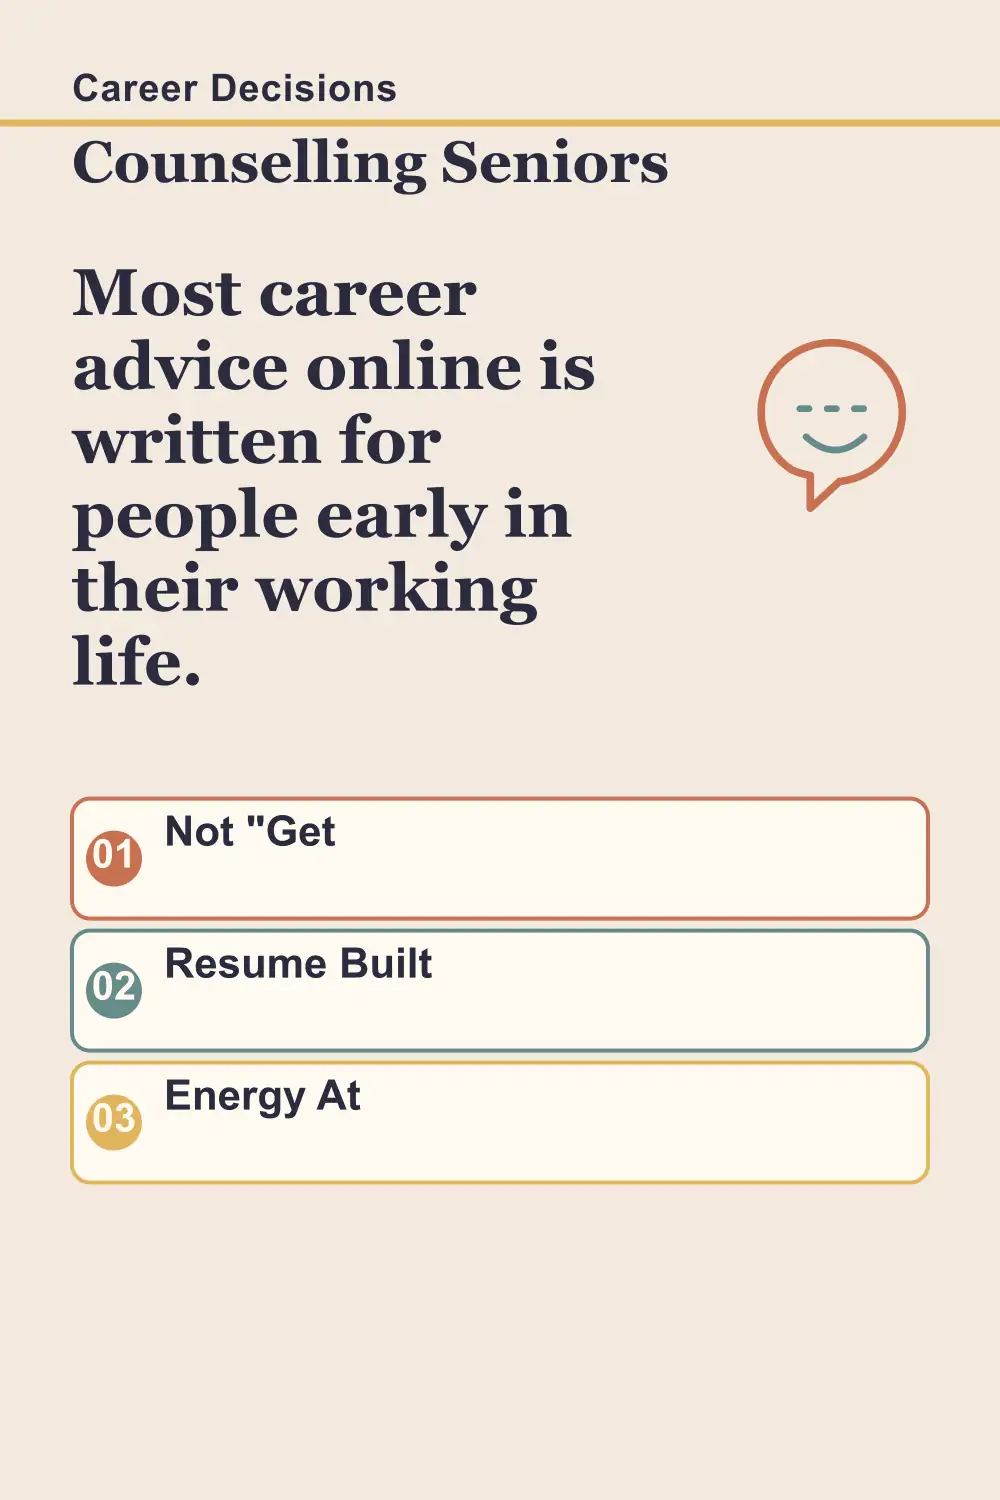 Career Decisions
Counselling Seniors
Most career
advice online is
written for
people early in
their working
life.
01
Not "Get
02
Resume Built
03
Energy At